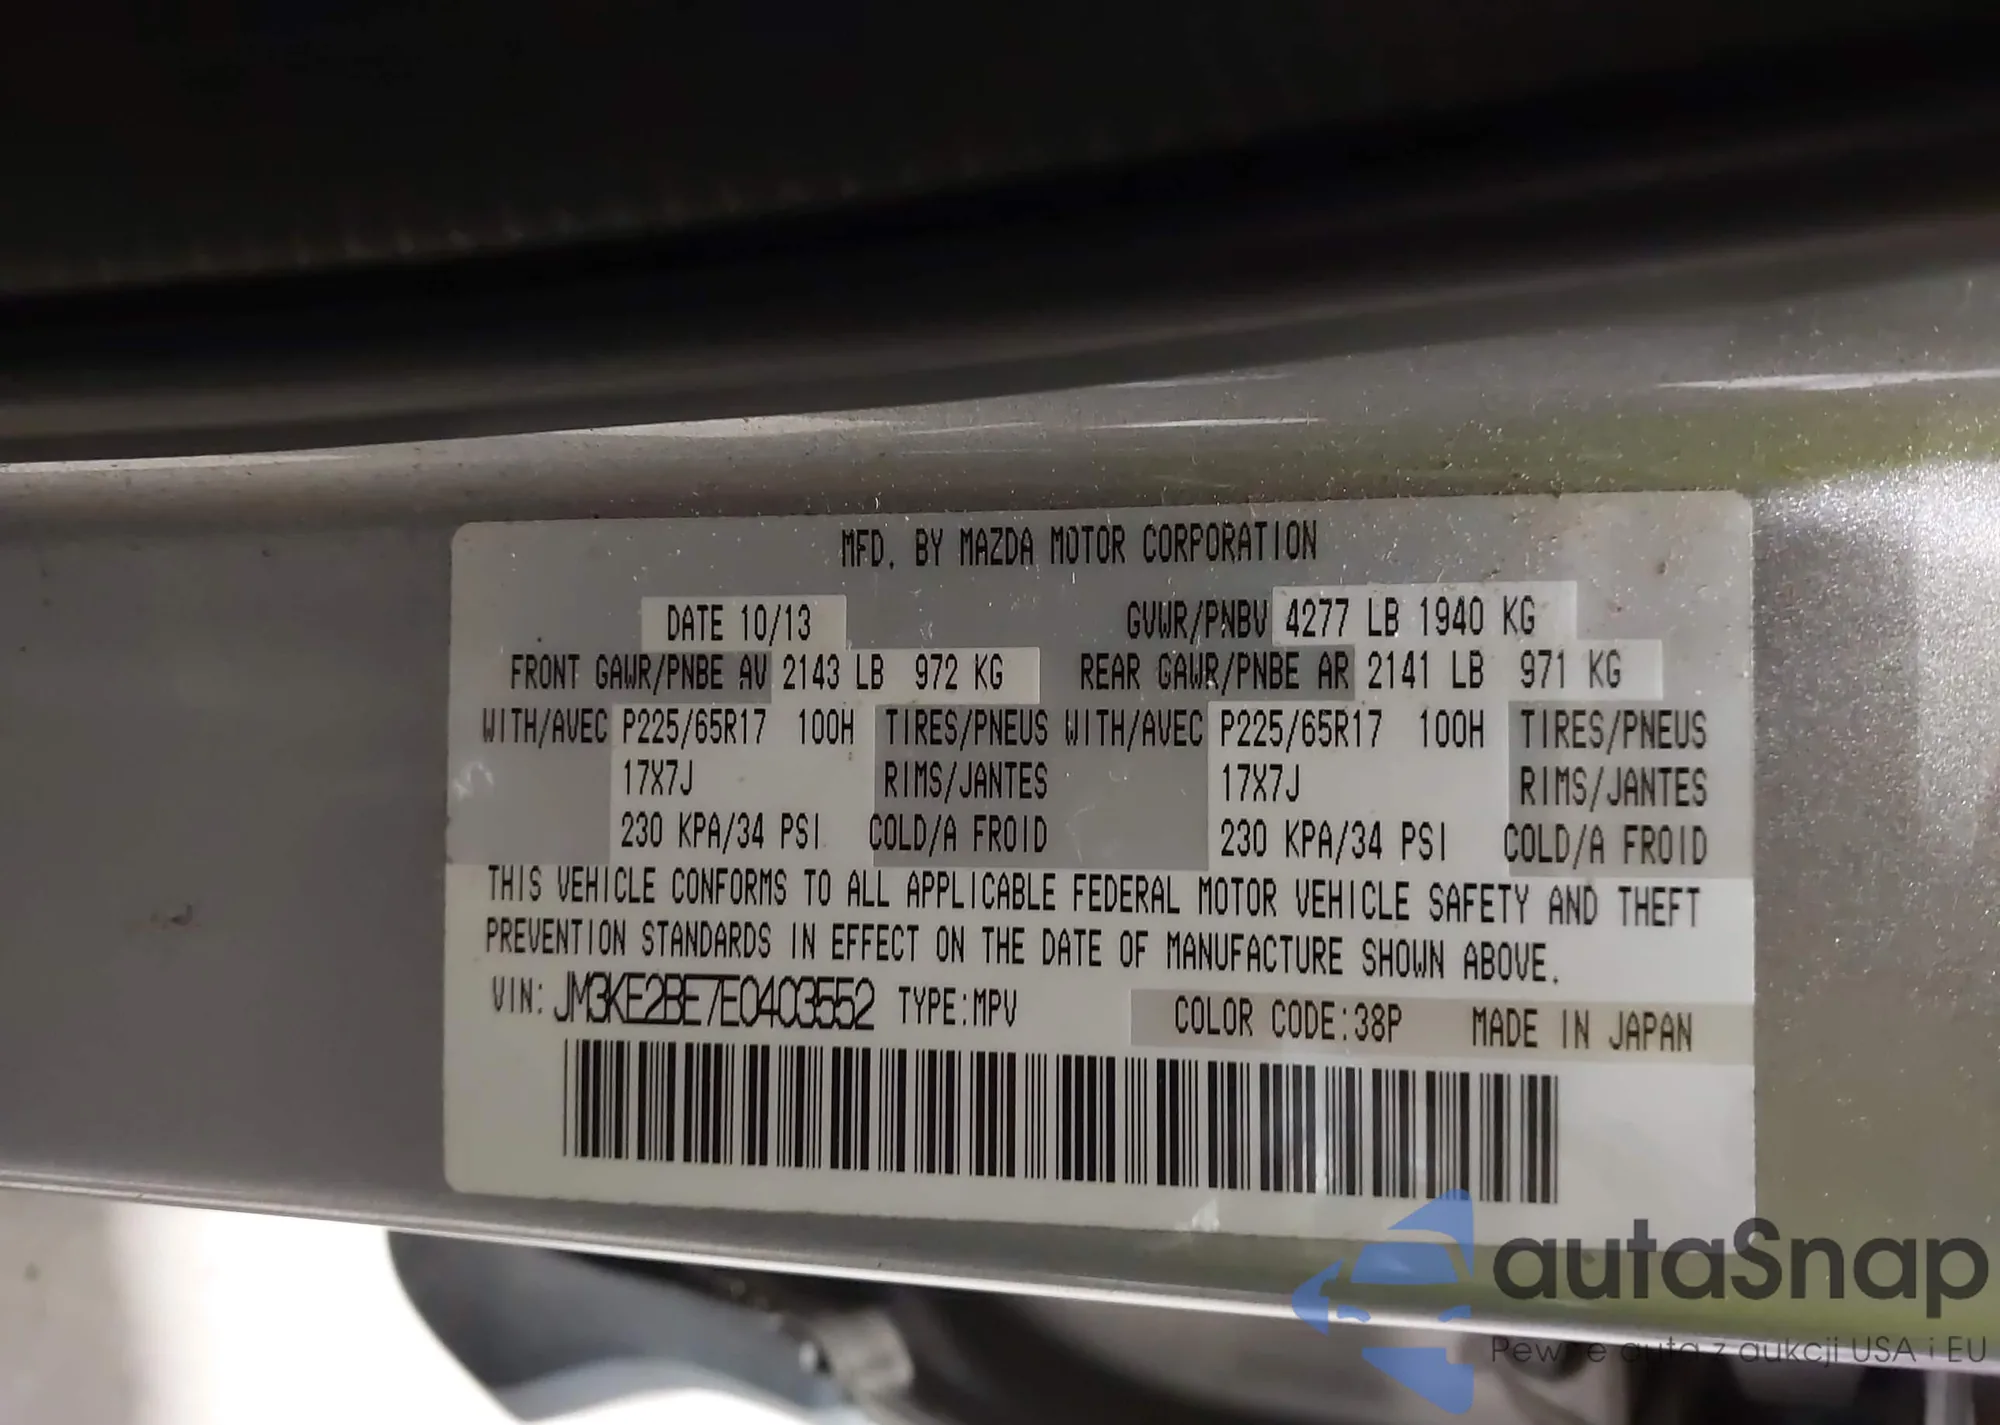 MFD. BY MAZDA MOTOR CORPORATION
DATE 10/13 GVWR/PNBV 4277 LB 1940 KG
FRONT GAWR/PNBE AV 2143 LB 972 KG REAR GAWR/PNBE AR 2141 LB 971 KG
WITH/AVEC P225/65R17 100H TIRES/PNEUS WITH/AVEC P225/65R17 100H TIRES/PNEUS
17X7J RIMS/JANTES 17X7J RIMS/JANTES
230 KPA/34 PSI COLD/A FROID 230 KPA/34 PSI COLD/A FROID
THIS VEHICLE CONFORMS TO ALL APPLICABLE FEDERAL MOTOR VEHICLE SAFETY AND THEFT
PREVENTION STANDARDS IN EFFECT ON THE DATE OF MANUFACTURE SHOWN ABOVE.
VIN: JM3KE2BE7E0403552 TYPE:MPV COLOR CODE:38P MADE IN JAPAN
autaSnap
Pewne auta z aukcji USA i EU